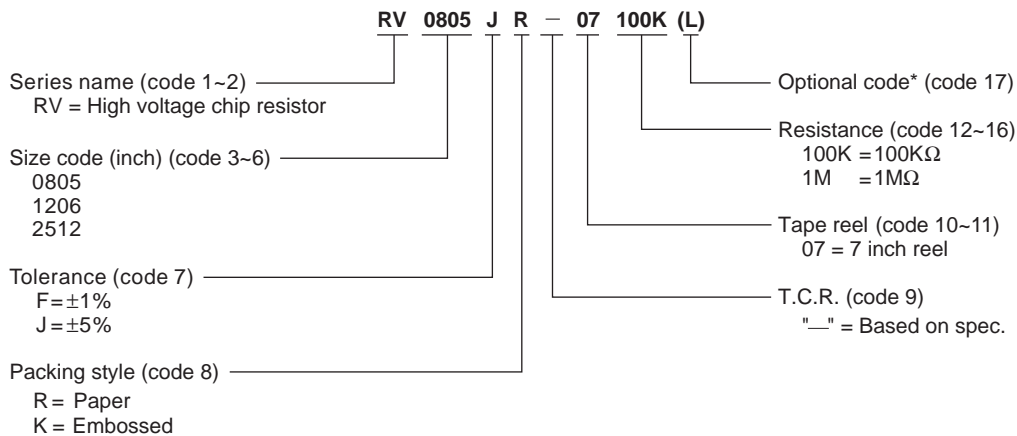 RV 0805 J R — 07 100K (L)
Series name (code 1~2)
RV = High voltage chip resistor
Size code (inch) (code 3~6)
0805
1206
2512
Tolerance (code 7)
F=±1%
J=±5%
Packing style (code 8)
R= Paper
K = Embossed
Optional code* (code 17)
Resistance (code 12~16)
100K =100KΩ
1M =1MΩ
Tape reel (code 10~11)
07 = 7 inch reel
T.C.R. (code 9)
"—" = Based on spec.